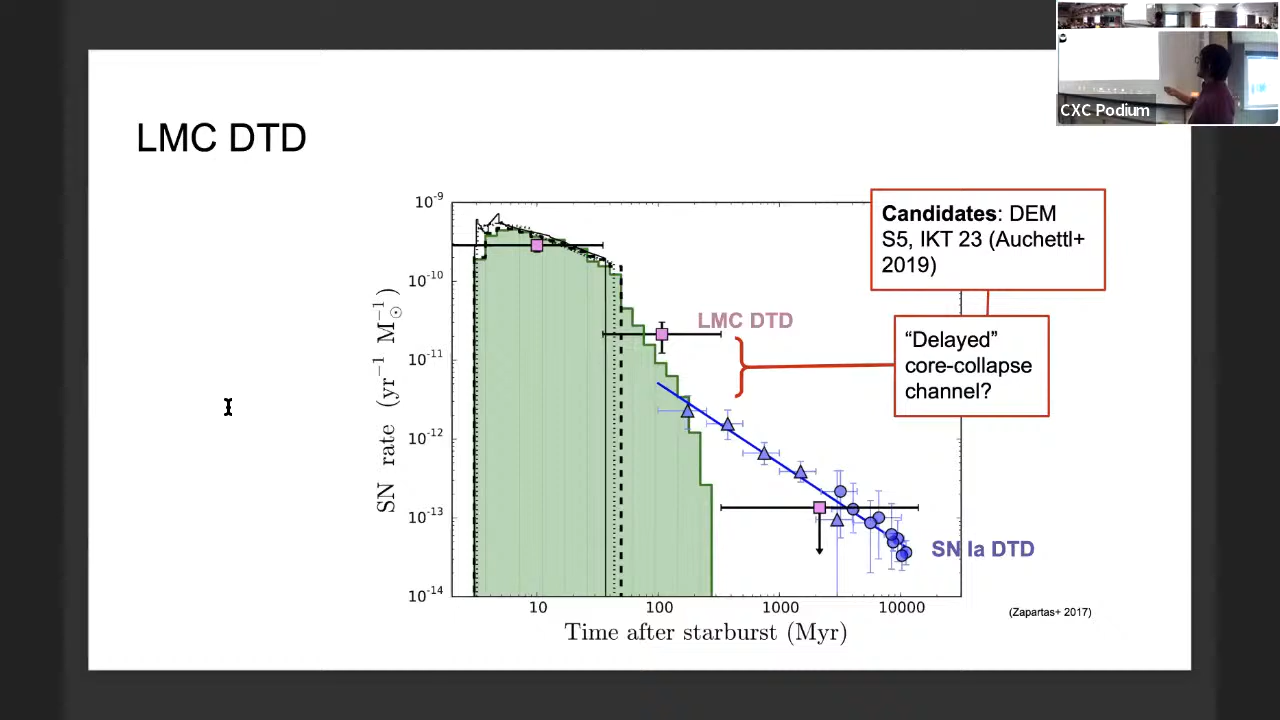 CXC Podium
LMC DTD
Candidates: DEM
S5, IKT 23 (Auchettl+
2019)
"Delayed"
core-collapse
channel?
LMC DTD
SN Ia DTD
10⁻⁹
10⁻¹⁰
10⁻¹¹
10⁻¹²
10⁻¹³
10⁻¹⁴
SN rate (yr⁻¹ M⊙⁻¹)
10 100 1000 10000
Time after starburst (Myr)
(Zapartas+ 2017)